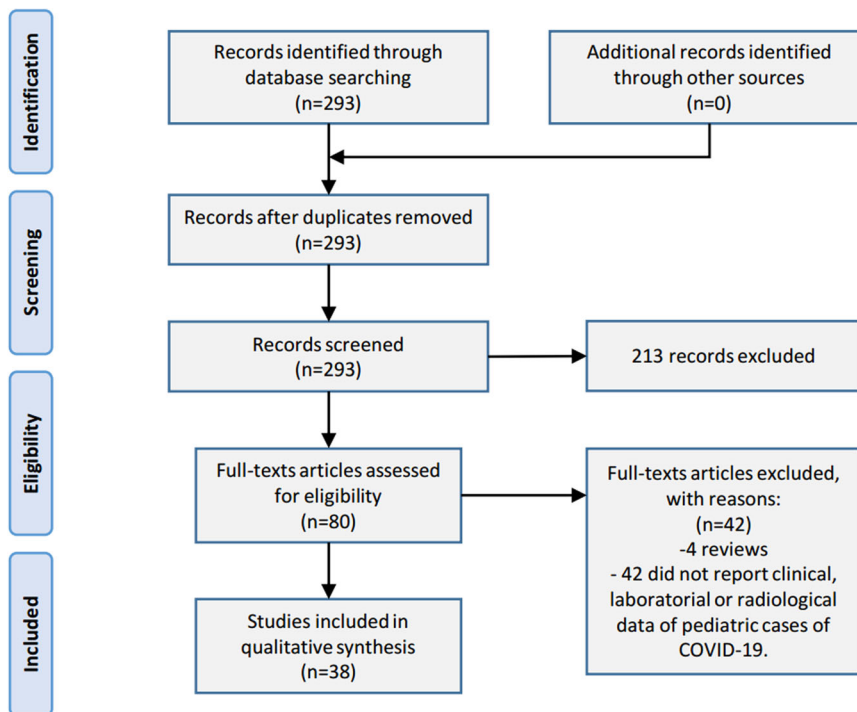 Identification
Records identified through
database searching
(n=293)
Additional records identified
through other sources
(n=0)
Screening
Records after duplicates removed
(n=293)
Records screened
(n=293)
213 records excluded
Eligibility
Full-texts articles assessed
for eligibility
(n=80)
Full-texts articles excluded,
with reasons:
(n=42)
-4 reviews
- 42 did not report clinical,
laboratorial or radiological
data of pediatric cases of
COVID-19.
Included
Studies included in
qualitative synthesis
(n=38)